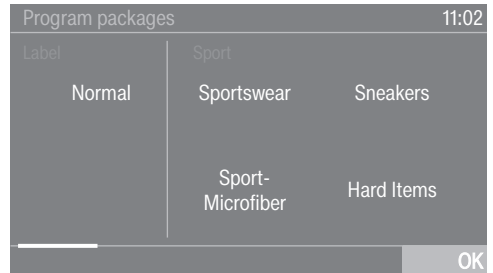 Program packages 11:02
Label Sport
Normal Sportswear Sneakers
Sport-
Microfiber Hard Items
OK